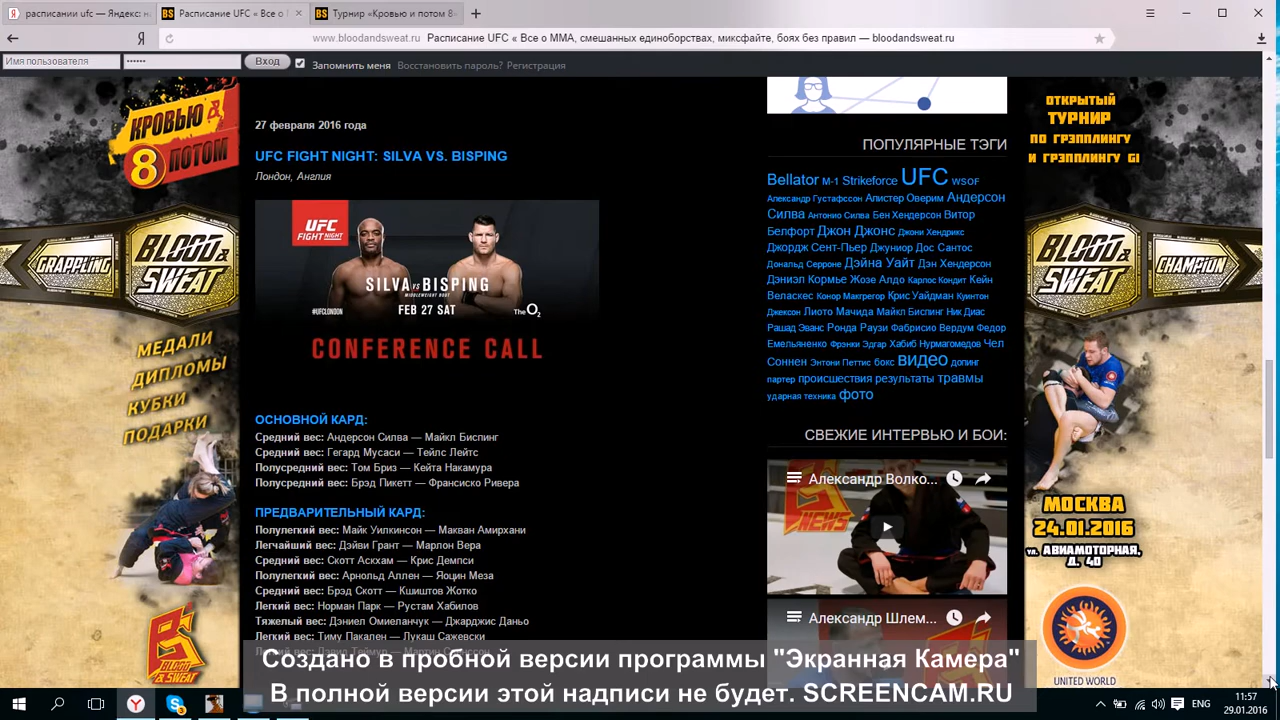 расписании ufc — Яндекс: на
Расписание UFC « Все о М
Турнир «Кровью и потом 8»
www.bloodandsweat.ru Расписание UFC « Все о ММА, смешанных единоборствах, миксфайте, боях без правил — bloodandsweat.ru
Имя пользователя
Вход
Запомнить меня
Восстановить пароль? Регистрация
КРОВЬЮ &
8 ПОТОМ
GRAPPLING
BLOOD &
SWEAT
МЕДАЛИ
ДИПЛОМЫ
КУБКИ
ПОДАРКИ
BS
BLOOD &
SWEAT
27 февраля 2016 года
UFC FIGHT NIGHT: SILVA VS. BISPING
Лондон, Англия
UFC
FIGHT NIGHT
SILVA VS BISPING
MIDDLEWEIGHT BOUT
#UFCLONDON
FEB 27 SAT
The O2
CONFERENCE CALL
ОСНОВНОЙ КАРД:
Средний вес: Андерсон Силва — Майкл Биспинг
Средний вес: Гегард Мусаси — Тейлс Лейтс
Полусредний вес: Том Бриз — Кейта Накамура
Полусредний вес: Брэд Пикетт — Франсиско Ривера
ПРЕДВАРИТЕЛЬНЫЙ КАРД:
Полулегкий вес: Майк Уилкинсон — Макван Амирхани
Легчайший вес: Дэйви Грант — Марлон Вера
Средний вес: Скотт Аскхам — Крис Демпси
Полулегкий вес: Арнольд Аллен — Яоцин Меза
Средний вес: Брэд Скотт — Кшиштов Жотко
Легкий вес: Норман Парк — Рустам Хабилов
Тяжелый вес: Дэниел Омиеланчук — Джарджис Даньо
Легкий вес: Тиму Пакален — Лукаш Сажевски
ПОПУЛЯРНЫЕ ТЭГИ
Bellator М-1 Strikeforce UFC WSOF
Александр Густафссон Алистер Оверим Андерсон
Силва Антонио Силва Бен Хендерсон Витор
Белфорт Джон Джонс Джони Хендрикс
Джордж Сент-Пьер Джуниор Дос Сантос
Дональд Серроне Дэйна Уайт Дэн Хендерсон
Дэниэл Кормье Жозе Алдо Карлос Кондит Кейн
Веласкес Конор Макгрегор Крис Уайдман Куинтон
Джексон Лиото Мачида Майкл Биспинг Ник Диас
Рашад Эванс Ронда Раузи Фабрисио Вердум Федор
Емельяненко Фрэнки Эдгар Хабиб Нурмагомедов Чел
Соннен Энтони Петтис бокс видео допинг
партер происшествия результаты травмы
ударная техника фото
СВЕЖИЕ ИНТЕРВЬЮ И БОИ:
Александр Волко...
NEWS
Александр Шлем...
ОТКРЫТЫЙ
ТУРНИР
ПО ГРЭППЛИНГУ
И ГРЭППЛИНГУ GI
BLOOD &
SWEAT
CHAMPION
МОСКВА
24.01.2016
УЛ. АВИАМОТОРНАЯ,
Д. 40
UNITED WORLD
Создано в пробной версии программы "Экранная Камера"
В полной версии этой надписи не будет. SCREENCAM.RU
ENG
11:57
29.01.2016